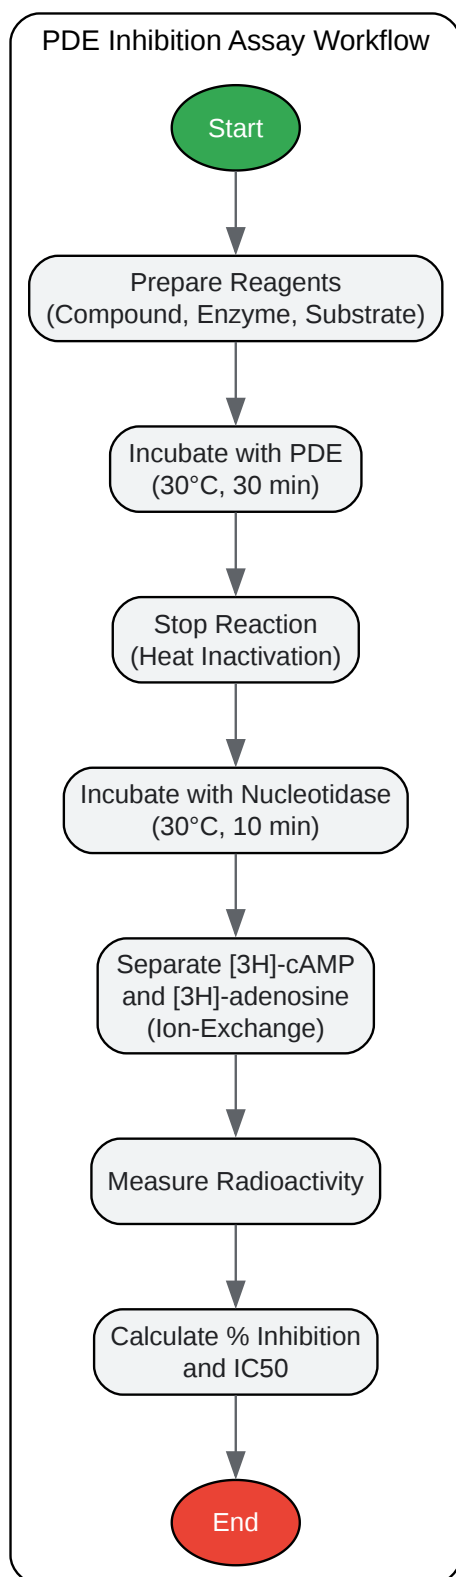 PDE Inhibition Assay Workflow
Start
Prepare Reagents
(Compound, Enzyme, Substrate)
Incubate with PDE
(30°C, 30 min)
Stop Reaction
(Heat Inactivation)
Incubate with Nucleotidase
(30°C, 10 min)
Separate [3H]-cAMP
and [3H]-adenosine
(Ion-Exchange)
Measure Radioactivity
Calculate % Inhibition
and IC50
End